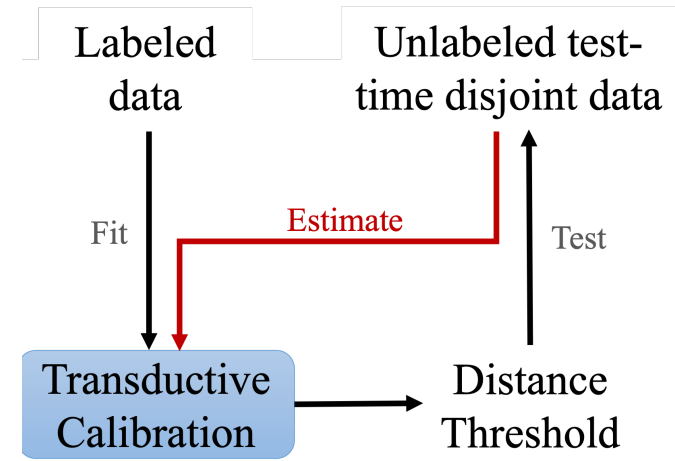 Labeled
data
Unlabeled test-
time disjoint data
Estimate
Fit
Test
Transductive
Calibration
Distance
Threshold